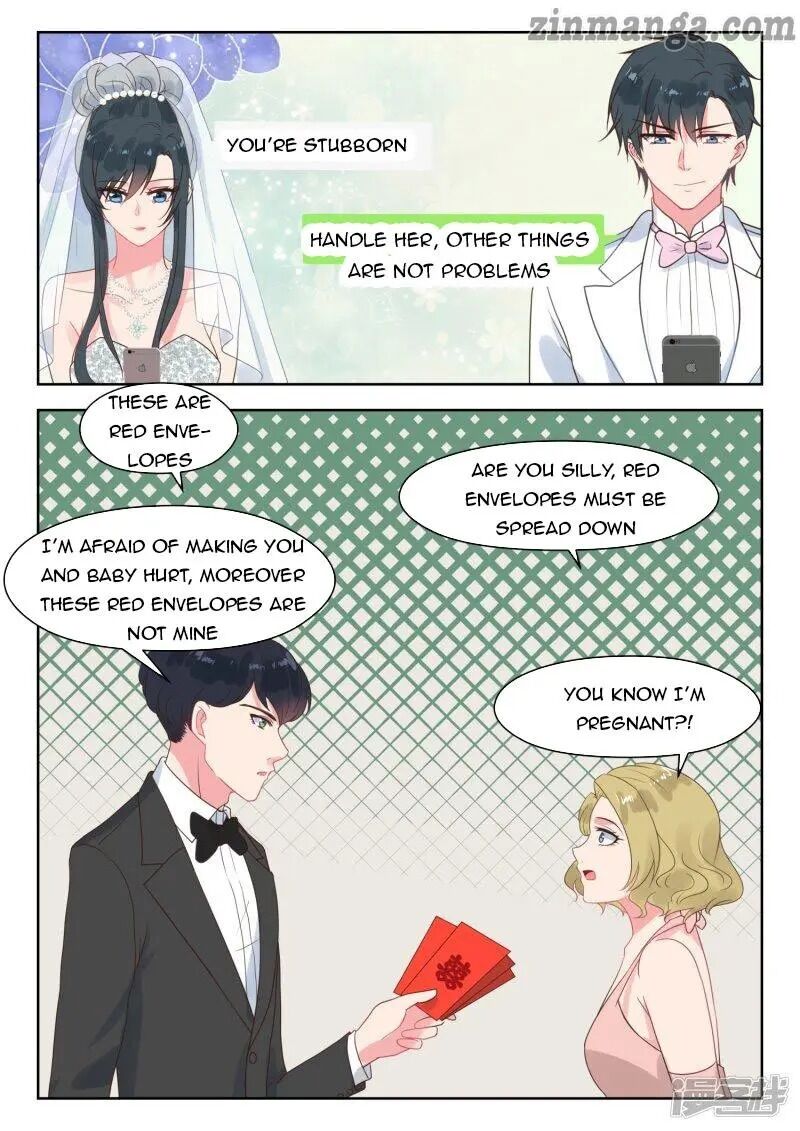 zinmanga.com
YOU'RE STUBBORN
HANDLE HER, OTHER THINGS
ARE NOT PROBLEMS
THESE ARE
RED ENVE-
LOPES
ARE YOU SILLY, RED
ENVELOPES MUST BE
SPREAD DOWN
I'M AFRAID OF MAKING YOU
AND BABY HURT, MOREOVER
THESE RED ENVELOPES ARE
NOT MINE
YOU KNOW I'M
PREGNANT?!
囍
漫客栈